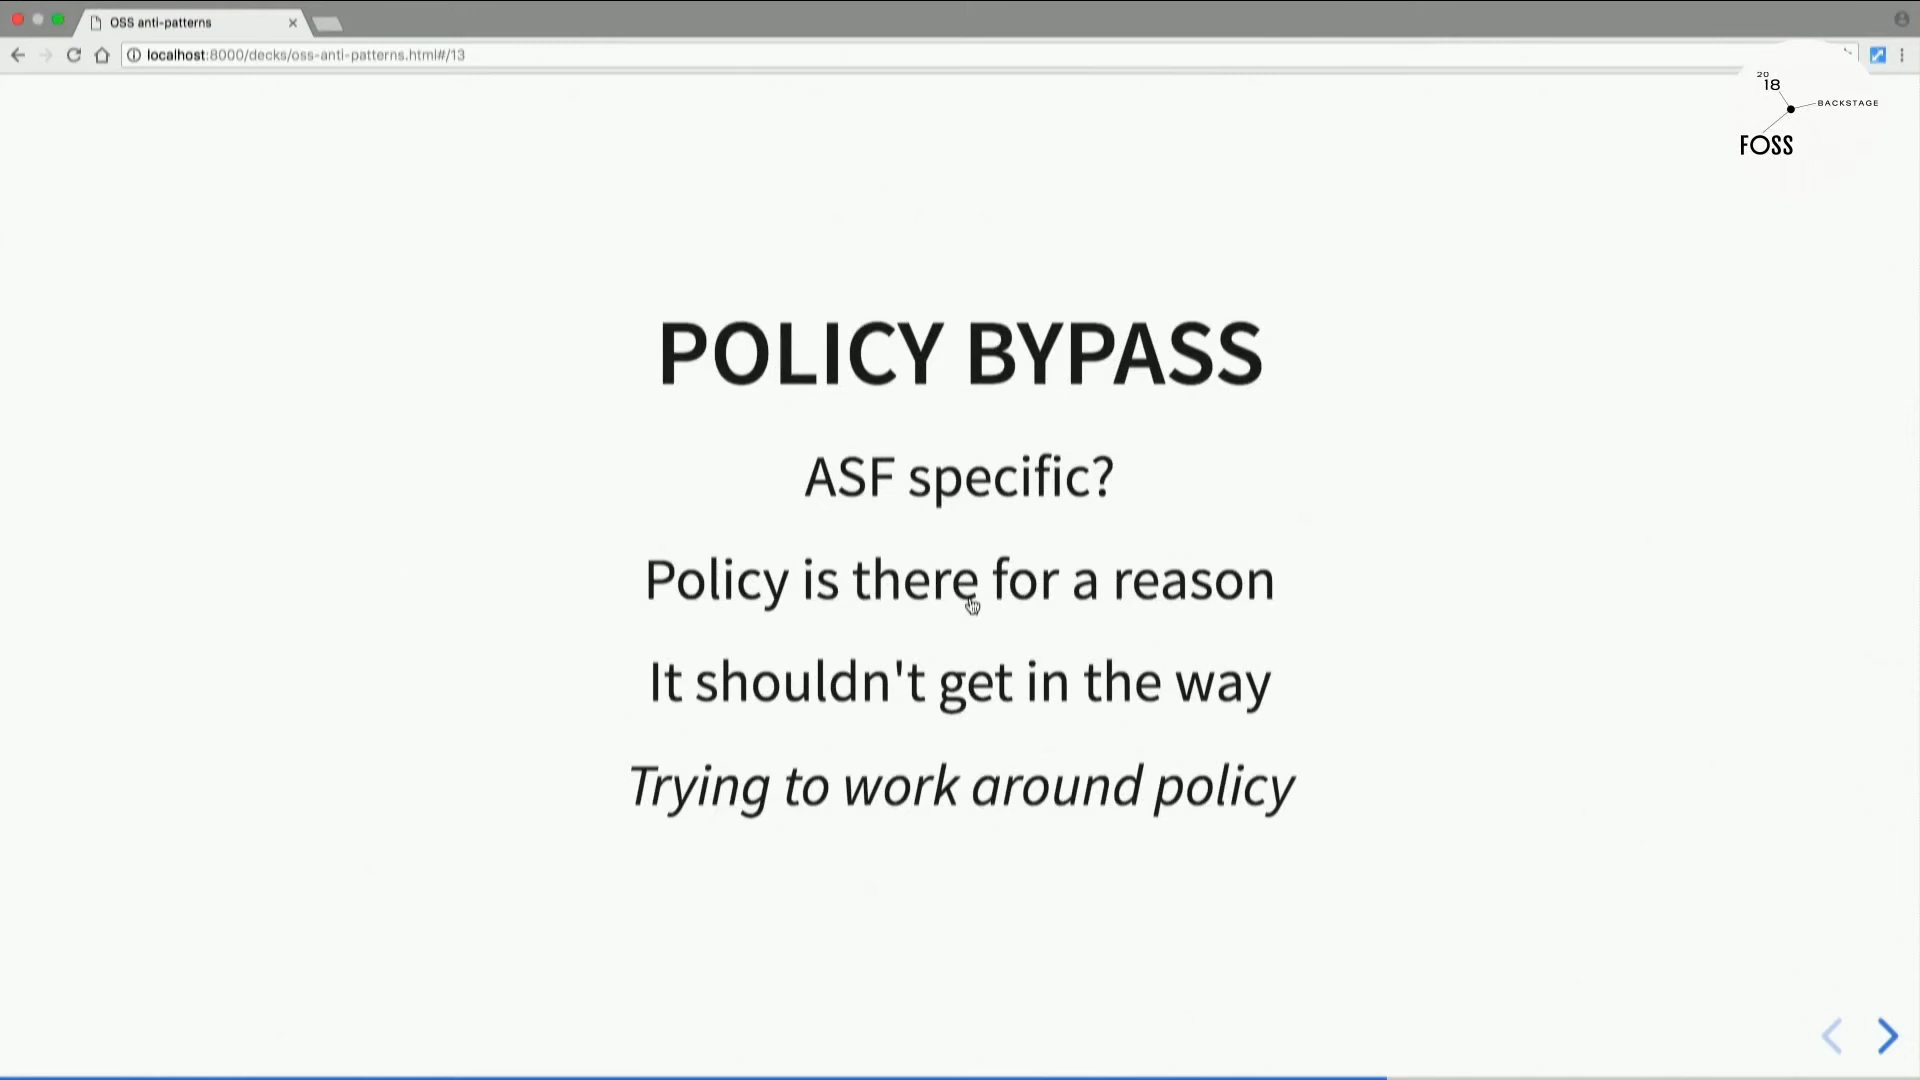 OSS anti-patterns
localhost:8000/decks/oss-anti-patterns.html#/13
20
18
BACKSTAGE
FOSS
POLICY BYPASS
ASF specific?
Policy is there for a reason
It shouldn't get in the way
Trying to work around policy